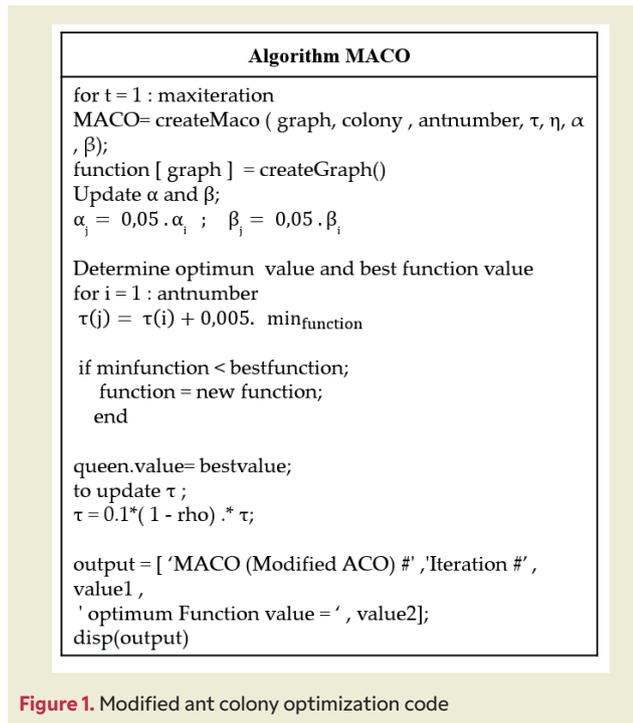 Algorithm MACO
for t = 1 : maxiteration
MACO= createMaco ( graph, colony , antnumber, τ, η, α
, β);
function [ graph ] = createGraph()
Update α and β;
αj = 0,05 . αi ; βj = 0,05 . βi
Determine optimun value and best function value
for i = 1 : antnumber
τ(j) = τ(i) + 0,005. minfunction
if minfunction < bestfunction;
function = new function;
end
queen.value= bestvalue;
to update τ ;
τ = 0.1*( 1 - rho) .* τ;
output = [ ‘MACO (Modified ACO) #' ,'Iteration #’ ,
value1 ,
' optimum Function value = ‘ , value2];
disp(output)
Figure 1. Modified ant colony optimization code